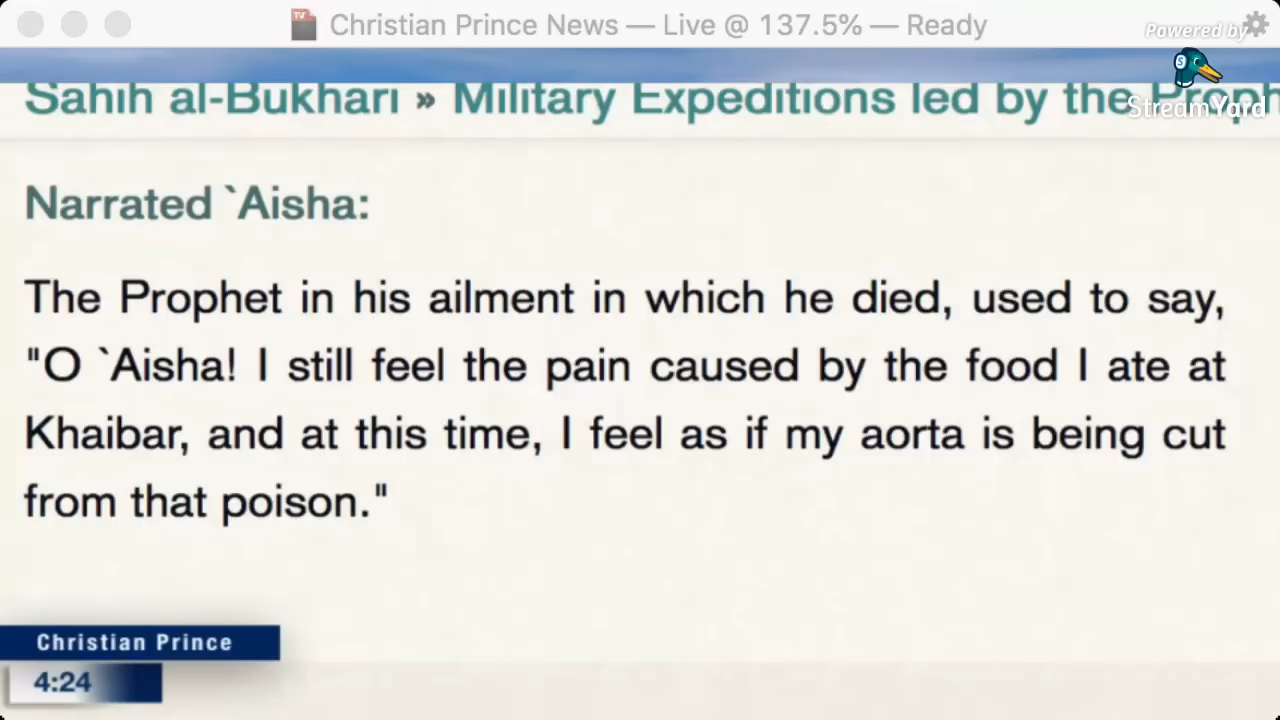 Christian Prince News — Live @ 137.5% — Ready
Powered by
StreamYard
Sahih al-Bukhari » Military Expeditions led by the Proph
Narrated `Aisha:
The Prophet in his ailment in which he died, used to say,
"O `Aisha! I still feel the pain caused by the food I ate at
Khaibar, and at this time, I feel as if my aorta is being cut
from that poison."
Christian Prince
4:24